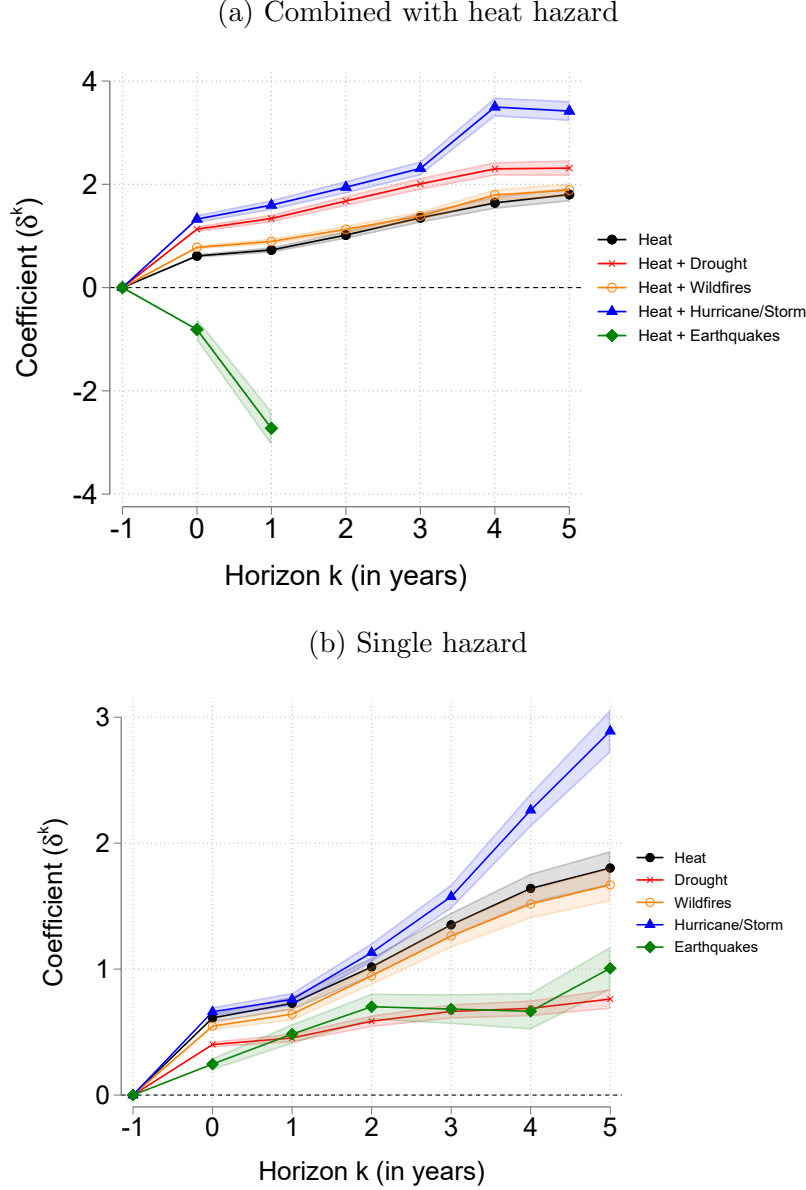 (a) Combined with heat hazard
4
2
0
-2
-4
Coefficient (δᵏ)
-1 0 1 2 3 4 5
Horizon k (in years)
Heat
Heat + Drought
Heat + Wildfires
Heat + Hurricane/Storm
Heat + Earthquakes
(b) Single hazard
3
2
1
0
Coefficient (δᵏ)
-1 0 1 2 3 4 5
Horizon k (in years)
Heat
Drought
Wildfires
Hurricane/Storm
Earthquakes